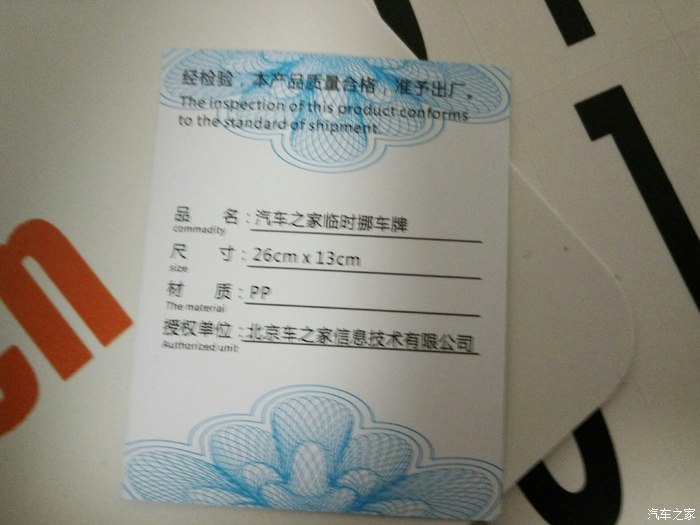 经检验，本产品质量合格，准予出厂。
The inspection of this product conforms
to the standard of shipment.
品 名：汽车之家临时挪车牌
commadity
尺 寸：26cm x 13cm
size
材 质：PP
The material
授权单位：北京车之家信息技术有限公司
Authorized unit
汽车之家